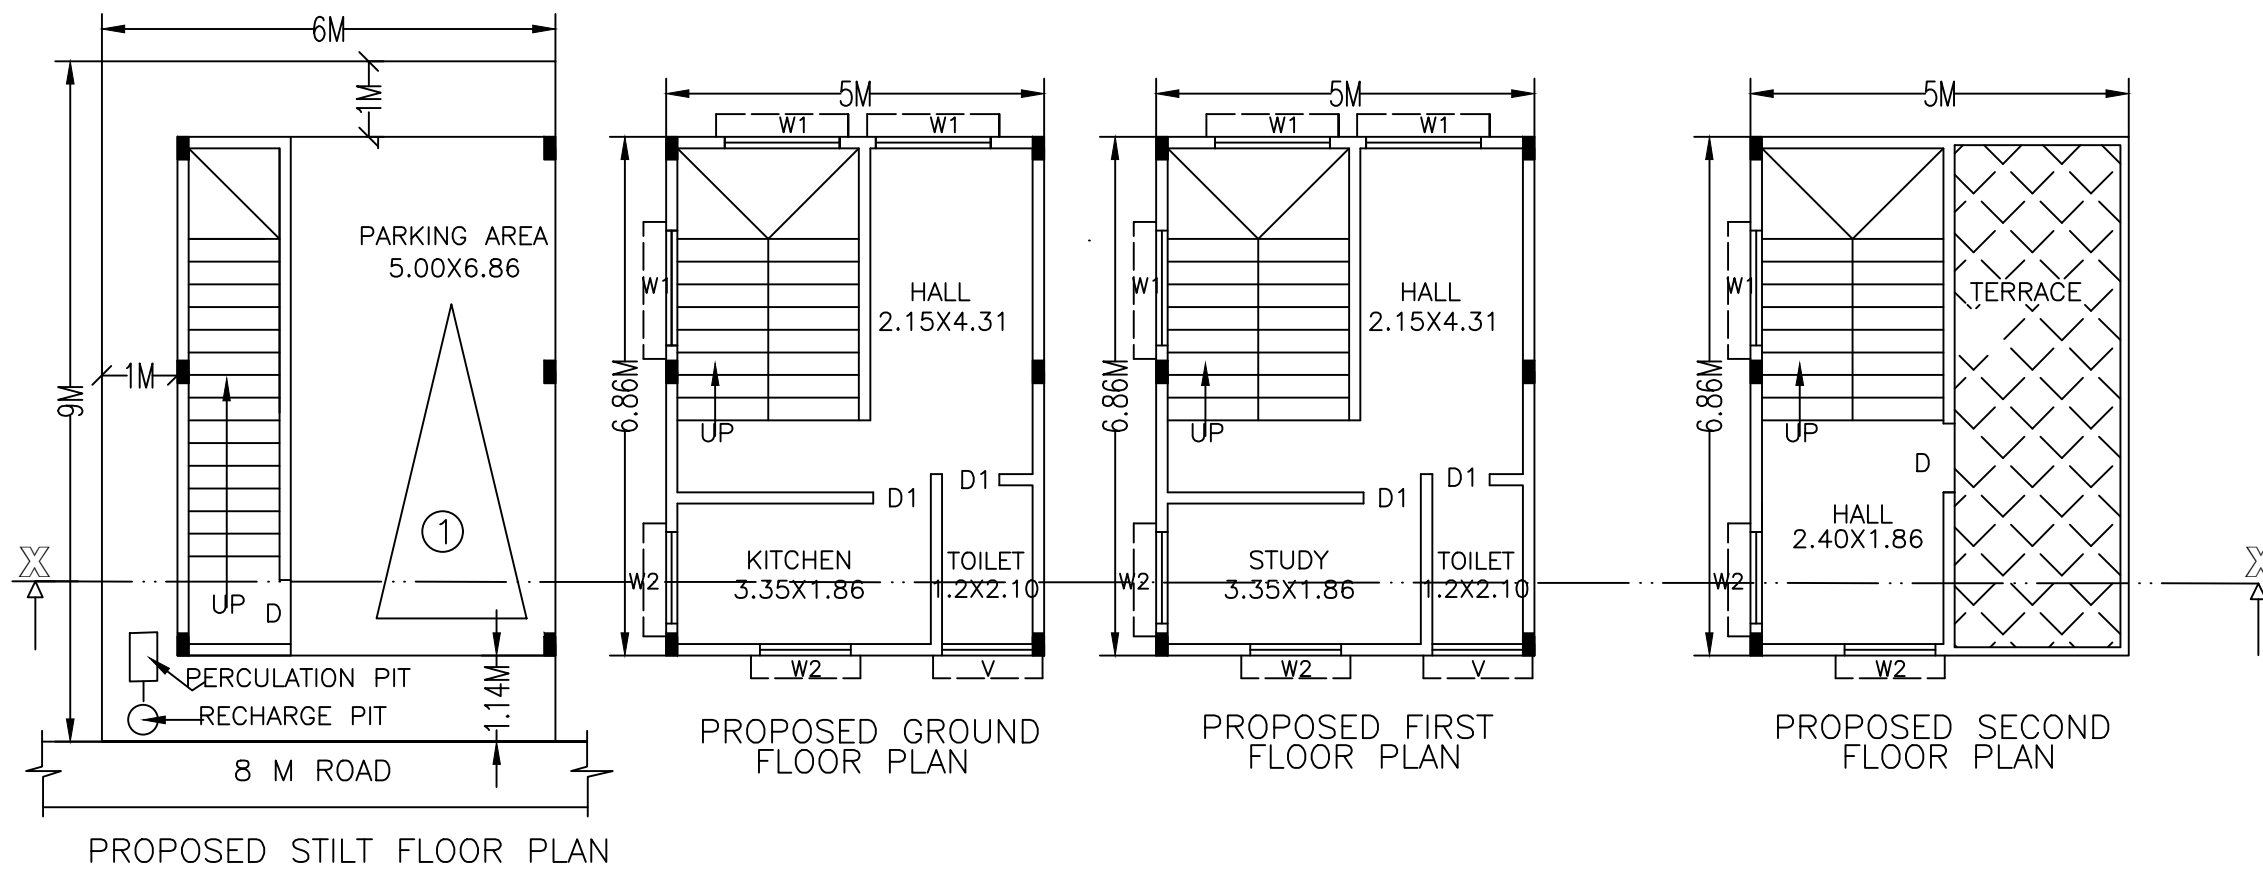 6M
1M
9M
1M
PARKING AREA
5.00X6.86
1
UP
D
PERCULATION PIT
RECHARGE PIT
1.14M
8 M ROAD
PROPOSED STILT FLOOR PLAN
X
5M
W1
W1
W1
6.86M
HALL
2.15X4.31
UP
D1
D1
KITCHEN
3.35X1.86
TOILET
1.2X2.10
W2
W2
V
PROPOSED GROUND
FLOOR PLAN
5M
W1
W1
W1
6.86M
HALL
2.15X4.31
UP
D1
D1
STUDY
3.35X1.86
TOILET
1.2X2.10
W2
W2
V
PROPOSED FIRST
FLOOR PLAN
5M
W1
6.86M
TERRACE
UP
D
HALL
2.40X1.86
W2
W2
PROPOSED SECOND
FLOOR PLAN
X